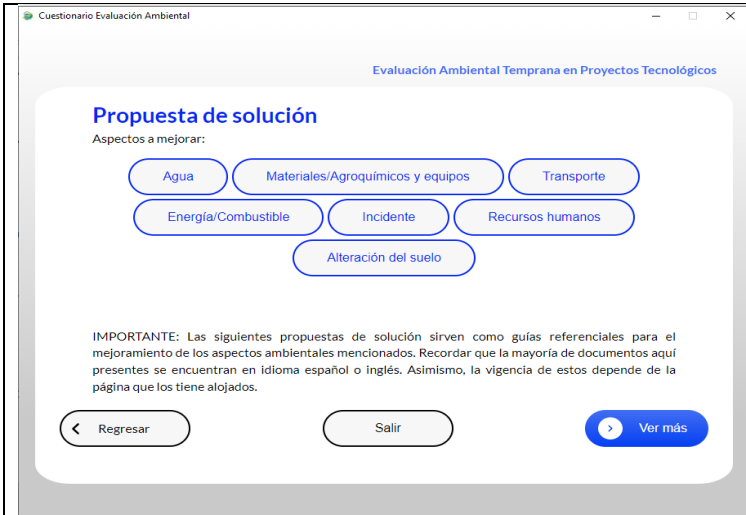 Cuestionario Evaluación Ambiental
Evaluación Ambiental Temprana en Proyectos Tecnológicos
Propuesta de solución
Aspectos a mejorar:
Agua Materiales/Agroquímicos y equipos Transporte
Energía/Combustible Incidente Recursos humanos
Alteración del suelo
IMPORTANTE: Las siguientes propuestas de solución sirven como guías referenciales para el
mejoramiento de los aspectos ambientales mencionados. Recordar que la mayoría de documentos aquí
presentes se encuentran en idioma español o inglés. Asimismo, la vigencia de estos depende de la
página que los tiene alojados.
Regresar Salir Ver más